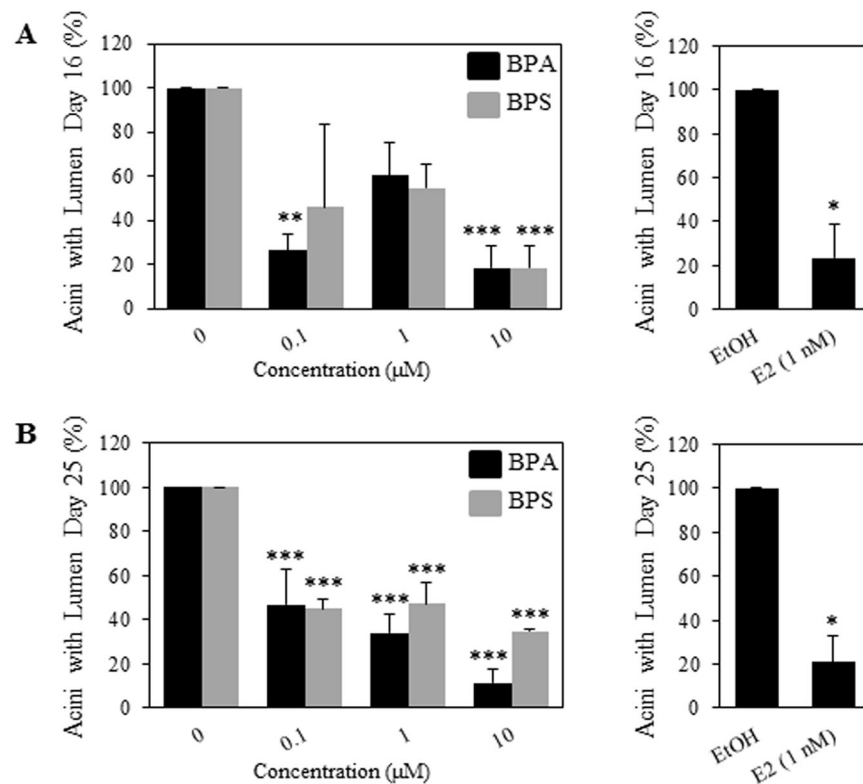 A
Acini with Lumen Day 16 (%)
120
100
80
60
40
20
0
BPA
BPS
**
***
***
0
0.1
1
10
Concentration (μM)
Acini with Lumen Day 16 (%)
120
100
80
60
40
20
0
*
EtOH
E2 (1 nM)
B
Acini with Lumen Day 25 (%)
120
100
80
60
40
20
0
BPA
BPS
***
***
***
***
***
***
0
0.1
1
10
Concentration (μM)
Acini with Lumen Day 25 (%)
120
100
80
60
40
20
0
*
EtOH
E2 (1 nM)